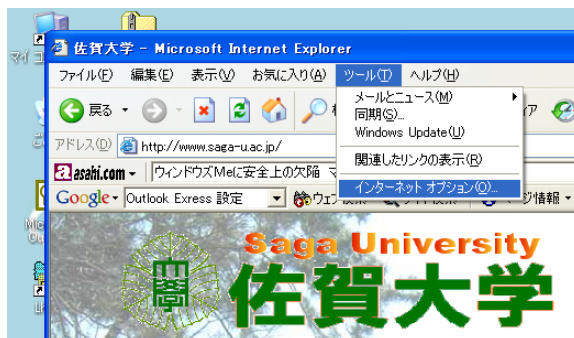 佐賀大学 - Microsoft Internet Explorer
ファイル(F) 編集(E) 表示(V) お気に入り(A) ツール(T) ヘルプ(H)
メールとニュース(M)
同期(S)...
Windows Update(U)
関連したリンクの表示(R)
インターネット オプション(O)...
戻る
アドレス(D) http://www.saga-u.ac.jp/
asahi.com ウィンドウズMeに安全上の欠陥
Google Outlook Exress 設定
Saga University
佐賀大学